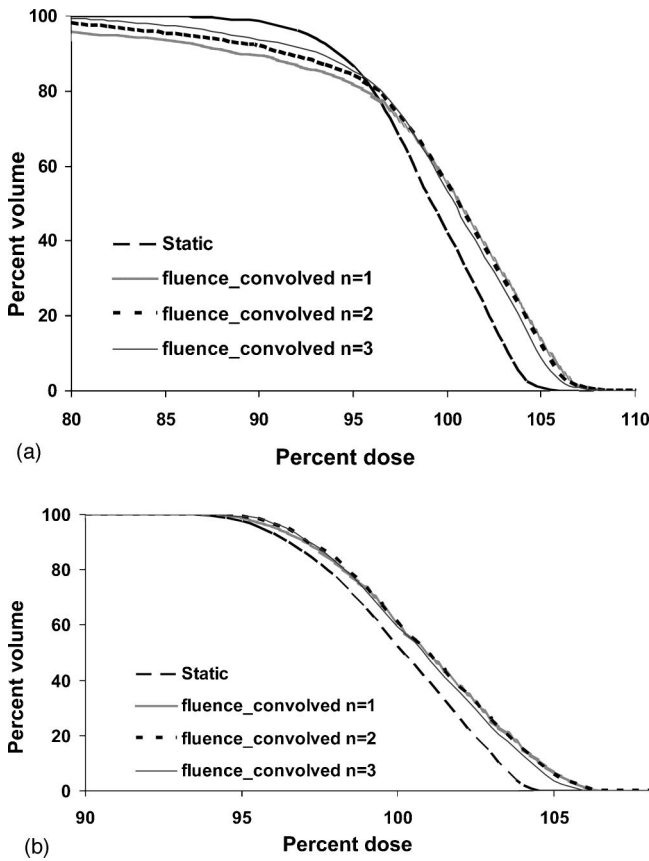 100
80
60
40
20
0
Percent volume
Static
fluence_convolved n=1
fluence_convolved n=2
fluence_convolved n=3
80 85 90 95 100 105 110
(a)
Percent dose
100
80
60
40
20
0
Percent volume
Static
fluence_convolved n=1
fluence_convolved n=2
fluence_convolved n=3
90 95 100 105
(b)
Percent dose